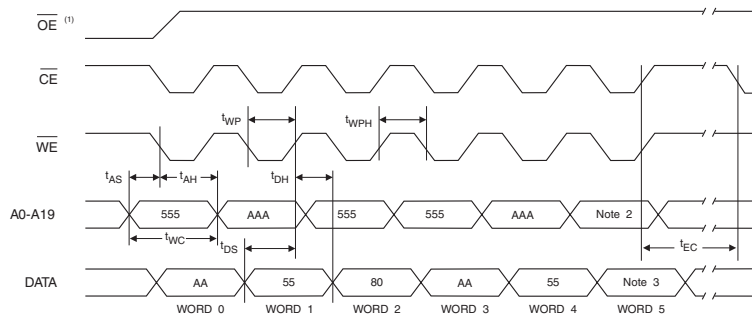 OE (1)
CE
tWP
tWPH
WE
tAS
tAH
tDH
A0-A19
555
AAA
555
555
AAA
Note 2
tWC
tDS
tEC
DATA
AA
55
80
AA
55
Note 3
WORD 0
WORD 1
WORD 2
WORD 3
WORD 4
WORD 5